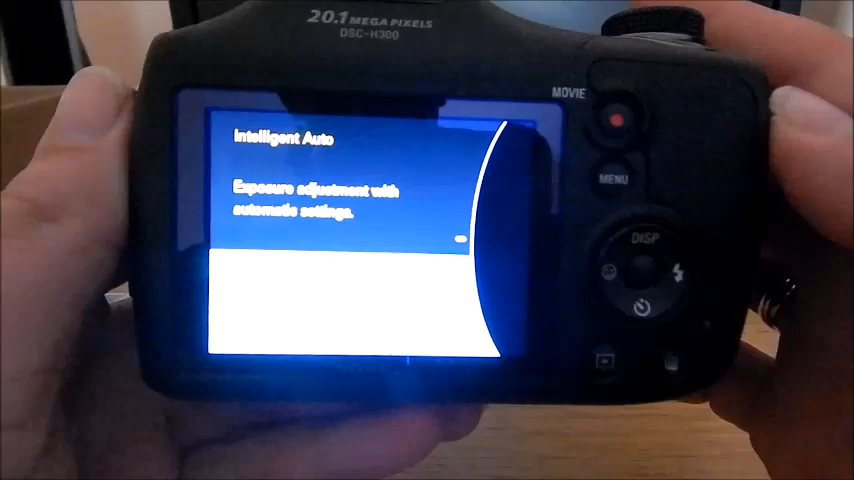 20.1 MEGA PIXELS
DSC-H300
MOVIE
Intelligent Auto
MENU
Exposure adjustment with
automatic settings.
DISP